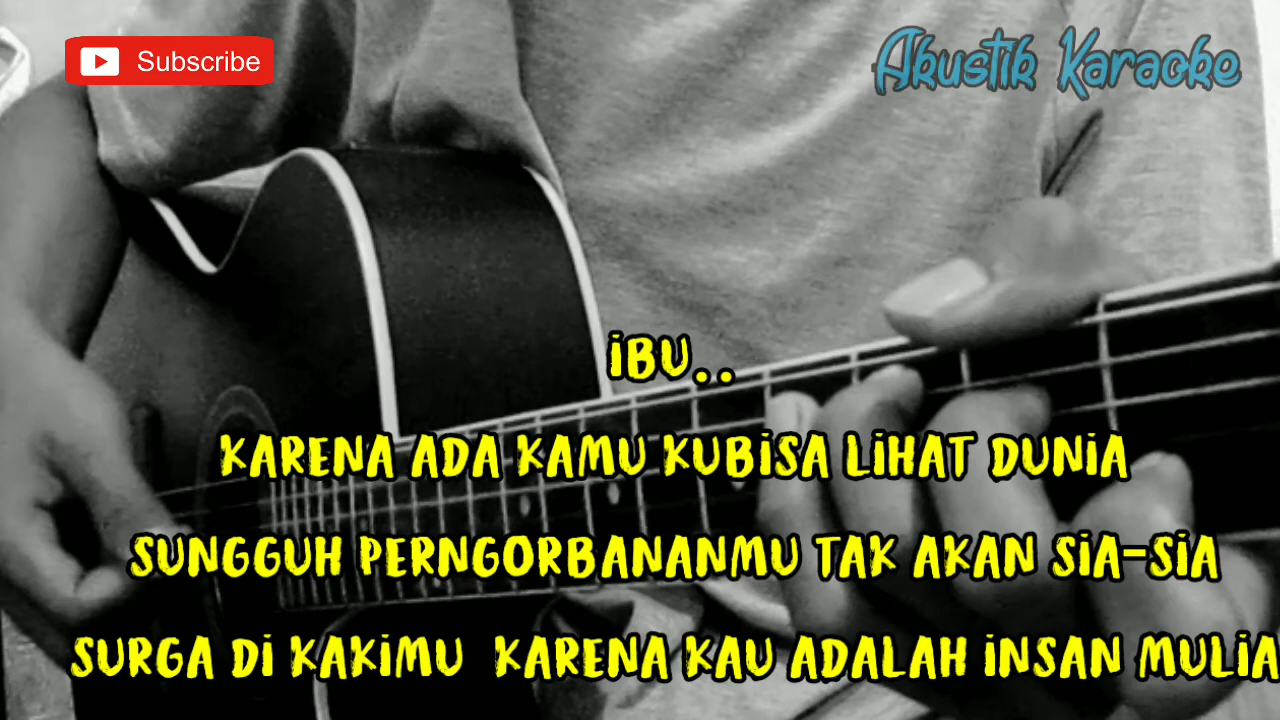 Subscribe
Akustik Karaoke
iBU..
KARENA ADA KAMU KUBiSA LiHAT DUNiA
SUNGGUH PERNGORBANANMU TAK AKAN SiA-SiA
SURGA Di KAKiMU KARENA KAU ADALAH iNSAN MULiA